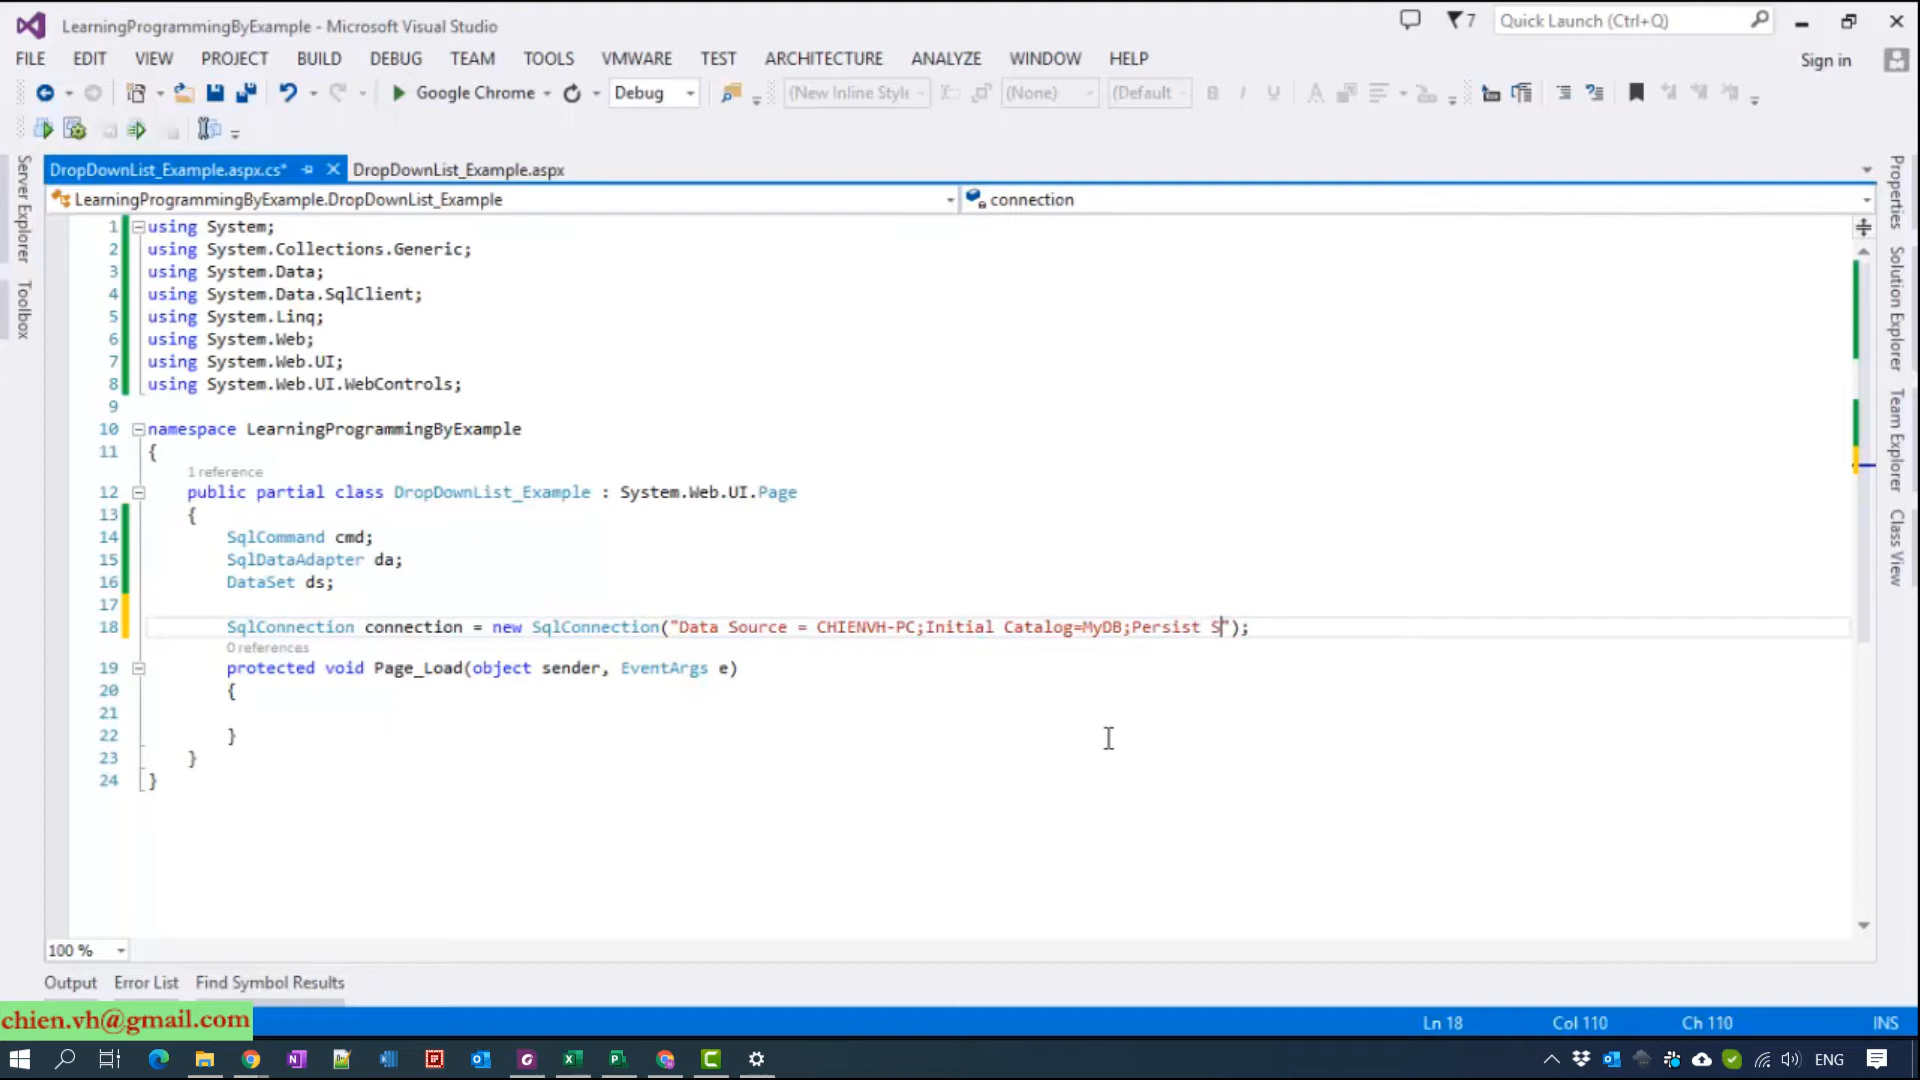 LearningProgrammingByExample - Microsoft Visual Studio
7
Quick Launch (Ctrl+Q)
FILE EDIT VIEW PROJECT BUILD DEBUG TEAM TOOLS VMWARE TEST ARCHITECTURE ANALYZE WINDOW HELP
Sign in
Google Chrome
Debug
(New Inline Style
(None)
(Default
DropDownList_Example.aspx.cs*
DropDownList_Example.aspx
LearningProgrammingByExample.DropDownList_Example
connection
Server Explorer
Toolbox
Properties
Solution Explorer
Team Explorer
Class View
1 using System;
2 using System.Collections.Generic;
3 using System.Data;
4 using System.Data.SqlClient;
5 using System.Linq;
6 using System.Web;
7 using System.Web.UI;
8 using System.Web.UI.WebControls;
9
10 namespace LearningProgrammingByExample
11 {
1 reference
12 public partial class DropDownList_Example : System.Web.UI.Page
13 {
14 SqlCommand cmd;
15 SqlDataAdapter da;
16 DataSet ds;
17
18 SqlConnection connection = new SqlConnection("Data Source = CHIENVH-PC;Initial Catalog=MyDB;Persist S");
0 references
19 protected void Page_Load(object sender, EventArgs e)
20 {
21
22 }
23 }
24 }
100 %
Output Error List Find Symbol Results
chien.vh@gmail.com
Ln 18 Col 110 Ch 110 INS
ENG